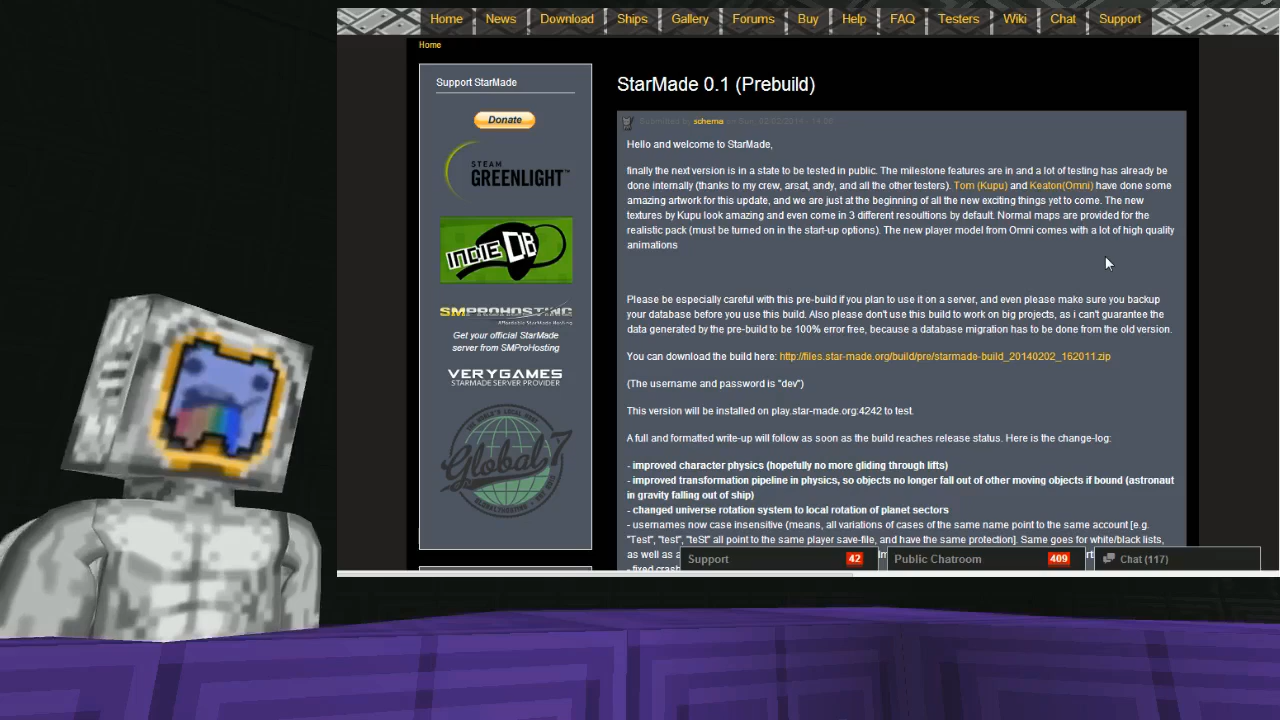 Home News Download Ships Gallery Forums Buy Help FAQ Testers Wiki Chat Support
Home
Support StarMade
Donate
STEAM
GREENLIGHT
INDIE DB
SMPROHOSTING
Affordable StarMade Hosting
Get your official StarMade
server from SMProHosting
VERYGAMES
STARMADE SERVER PROVIDER
Global 7
StarMade 0.1 (Prebuild)
Submitted by schema on Sun, 02/02/2014 -
Hello and welcome to StarMade,
finally the next version is in a state to be tested in public. The milestone features are in and a lot of testing has already be
done internally (thanks to my crew, arsat, andy, and all the other testers). Tom (Kupu) and Keaton(Omni) have done some
amazing artwork for this update, and we are just at the beginning of all the new exciting things yet to come. The new
textures by Kupu look amazing and even come in 3 different resoultions by default. Normal maps are provided for the
realistic pack (must be turned on in the start-up options). The new player model from Omni comes with a lot of high quality
animations
Please be especially careful with this pre-build if you plan to use it on a server, and even please make sure you backup
your database before you use this build. Also please don't use this build to work on big projects, as i can't guarantee the
data generated by the pre-build to be 100% error free, because a database migration has to be done from the old version.
You can download the build here: http://files.star-made.org/build/pre/starmade-build_20140202_162011.zip
(The username and password is "dev")
This version will be installed on play.star-made.org:4242 to test.
A full and formatted write-up will follow as soon as the build reaches release status. Here is the change-log:
- improved character physics (hopefully no more gliding through lifts)
- improved transformation pipeline in physics, so objects no longer fall out of other moving objects if bound (astronaut
in gravity falling out of ship)
- changed universe rotation system to local rotation of planet sectors
- usernames now case insensitive (means, all variations of cases of the same name point to the same account [e.g.
"Test", "test", "teSt" all point to the same player save-file, and have the same protection]. Same goes for white/black lists,
as well as
- fixed crash
Support 42 Public Chatroom 409 Chat (117)